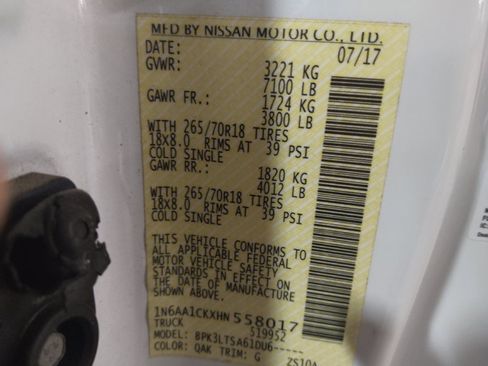 MFD BY NISSAN MOTOR CO., LTD.
DATE: 07/17
GVWR: 3221 KG
7100 LB
GAWR FR.: 1724 KG
3800 LB
WITH 265/70R18 TIRES
18X8.0 RIMS AT 39 PSI
COLD SINGLE
GAWR RR.: 1820 KG
4012 LB
WITH 265/70R18 TIRES
18X8.0 RIMS AT 39 PSI
COLD SINGLE
THIS VEHICLE CONFORMS TO
ALL APPLICABLE FEDERAL
MOTOR VEHICLE SAFETY
STANDARDS IN EFFECT ON
THE DATE OF MANUFACTURE
SHOWN ABOVE.
1N6AA1CKXHN558017
TRUCK 519952
MODEL: BPK3LTSA61DU6-----
COLOR: QAK TRIM: G